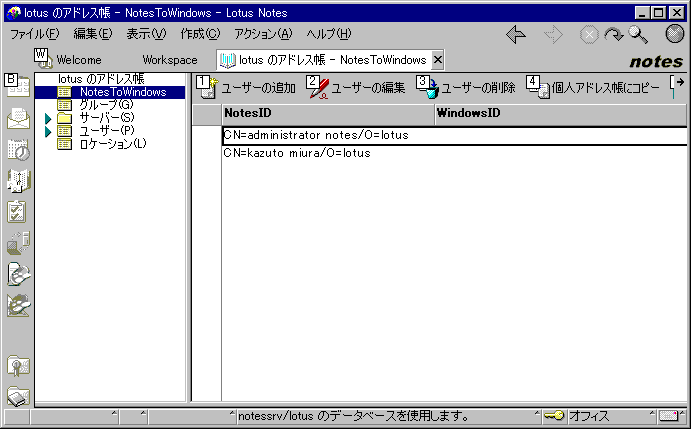 lotus のアドレス帳 - NotesToWindows - Lotus Notes
ファイル(F) 編集(E) 表示(V) 作成(C) アクション(A) ヘルプ(H)
W Welcome Workspace lotus のアドレス帳 - NotesToWindows notes
B lotus のアドレス帳
NotesToWindows
グループ(G)
サーバー(S)
ユーザー(P)
ロケーション(L)
1 ユーザーの追加 2 ユーザーの編集 3 ユーザーの削除 4 個人アドレス帳にコピー
NotesID WindowsID
CN=administrator notes/O=lotus
CN=kazuto miura/O=lotus
notessrv/lotus のデータベースを使用します。 オフィス